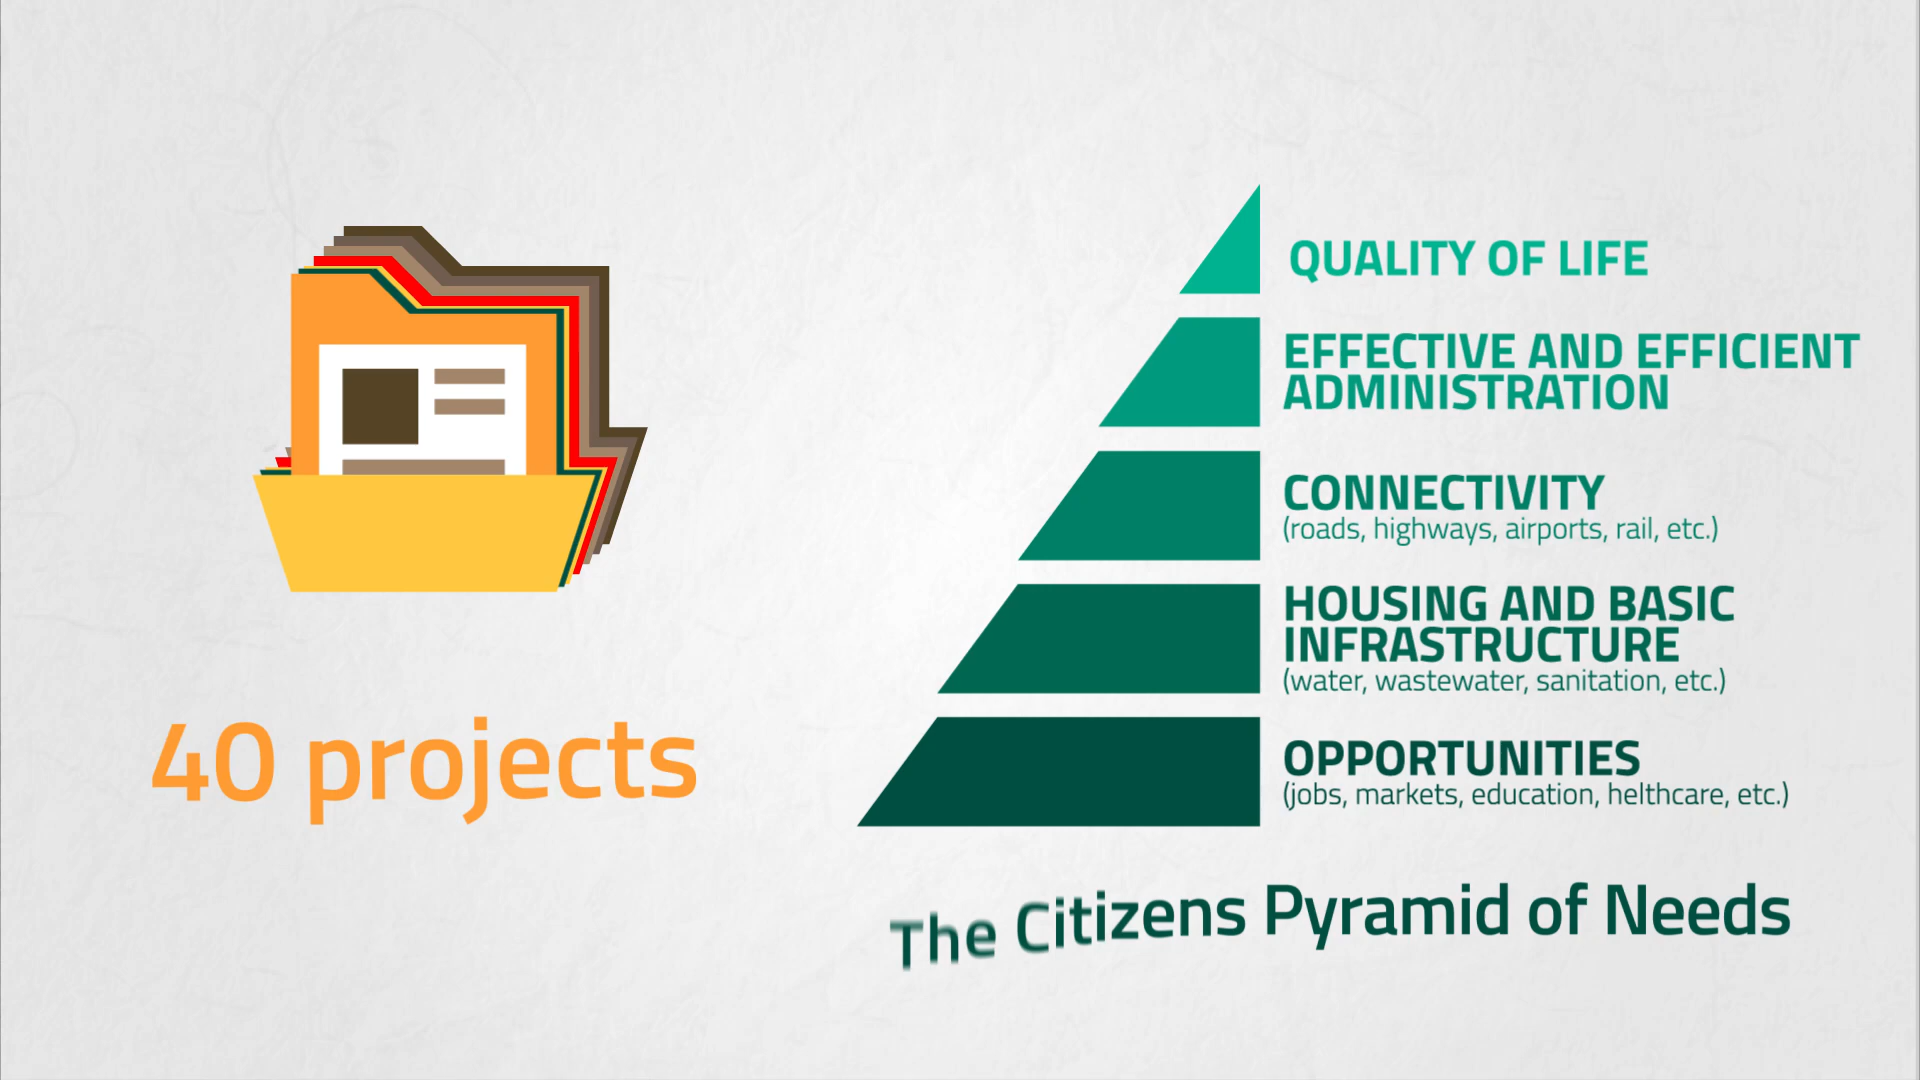 40 projects
QUALITY OF LIFE
EFFECTIVE AND EFFICIENT
ADMINISTRATION
CONNECTIVITY
(roads, highways, airports, rail, etc.)
HOUSING AND BASIC
INFRASTRUCTURE
(water, wastewater, sanitation, etc.)
OPPORTUNITIES
(jobs, markets, education, helthcare, etc.)
The Citizens Pyramid of Needs